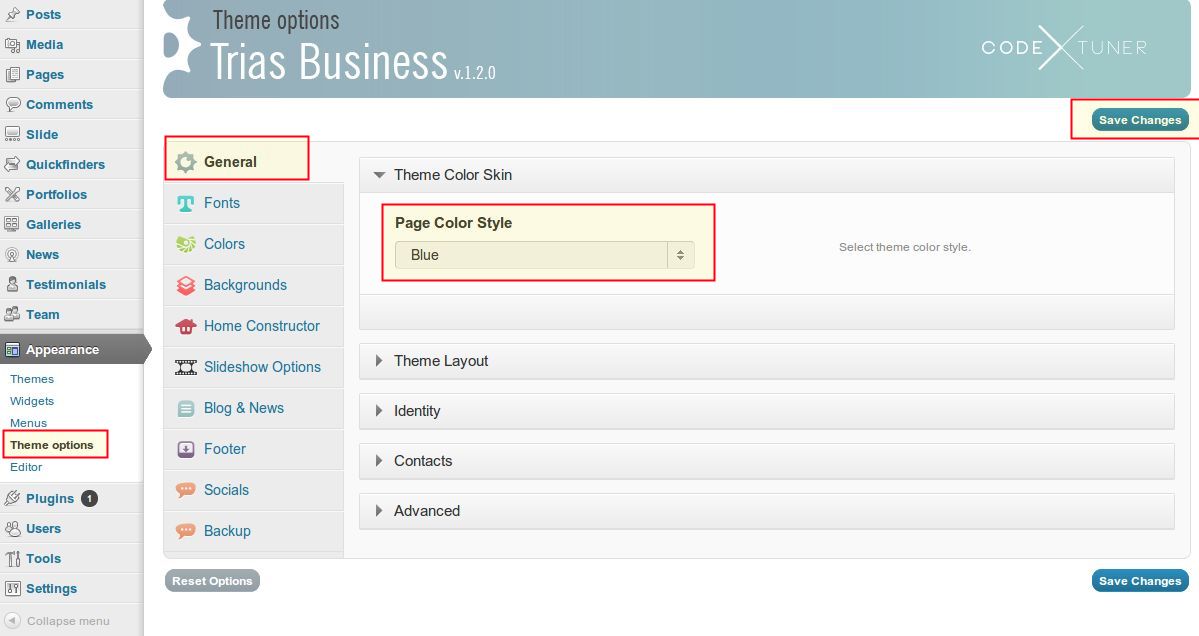 Posts
Media
Pages
Comments
Slide
Quickfinders
Portfolios
Galleries
News
Testimonials
Team
Appearance
Themes
Widgets
Menus
Theme options
Editor
Plugins 1
Users
Tools
Settings
Collapse menu
Theme options
Trias Business v.1.2.0
CODEXTUNER
Save Changes
General
Fonts
Colors
Backgrounds
Home Constructor
Slideshow Options
Blog & News
Footer
Socials
Backup
Theme Color Skin
Page Color Style
Blue
Select theme color style.
Theme Layout
Identity
Contacts
Advanced
Reset Options
Save Changes